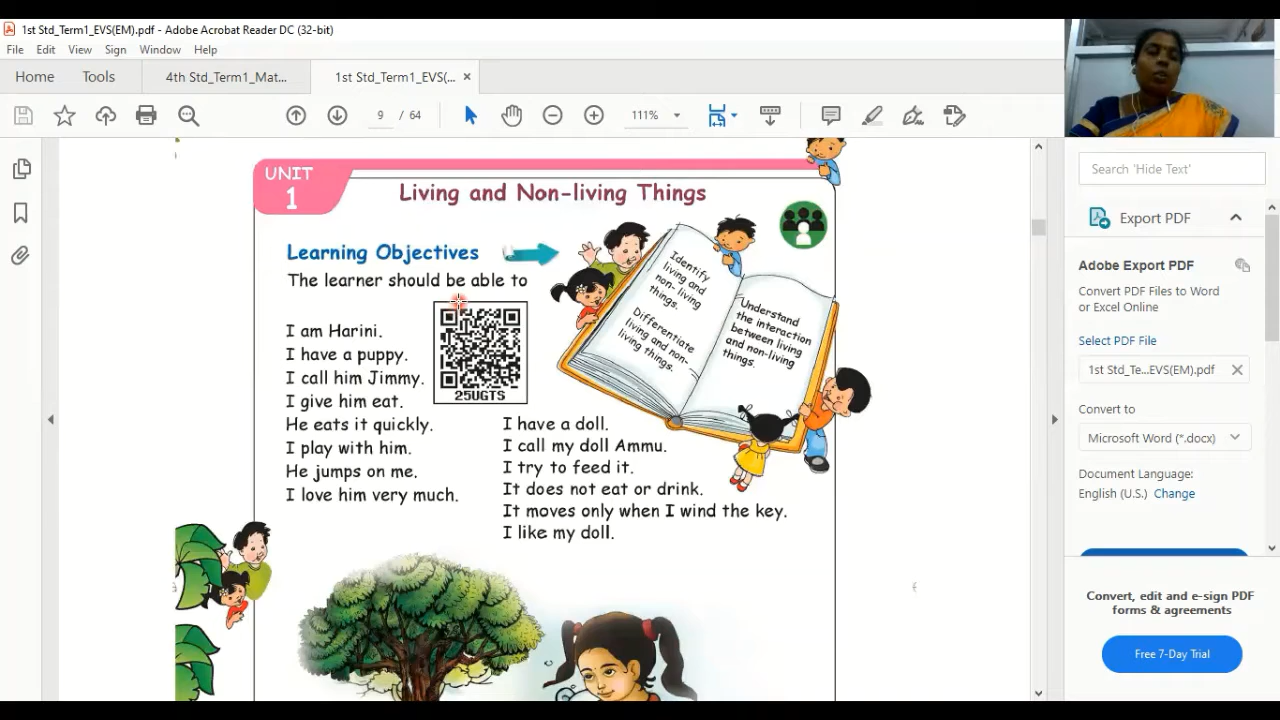 1st Std_Term1_EVS(EM).pdf - Adobe Acrobat Reader DC (32-bit)
File Edit View Sign Window Help
Home Tools 4th Std_Term1_Mat... 1st Std_Term1_EVS(... ×
9 / 64 111%
UNIT
1
Living and Non-living Things
Learning Objectives
The learner should be able to
Identify
living and
non- living
things.
Differentiate
living and non-
living things.
Understand
the interaction
between living
and non-living
things.
I am Harini.
I have a puppy.
I call him Jimmy.
I give him eat.
He eats it quickly.
I play with him.
He jumps on me.
I love him very much.
25UGTS
I have a doll.
I call my doll Ammu.
I try to feed it.
It does not eat or drink.
It moves only when I wind the key.
I like my doll.
Search 'Hide Text'
Export PDF
Adobe Export PDF
Convert PDF Files to Word
or Excel Online
Select PDF File
1st Std_Te...EVS(EM).pdf
Convert to
Microsoft Word (*.docx)
Document Language:
English (U.S.) Change
Convert, edit and e-sign PDF
forms & agreements
Free 7-Day Trial